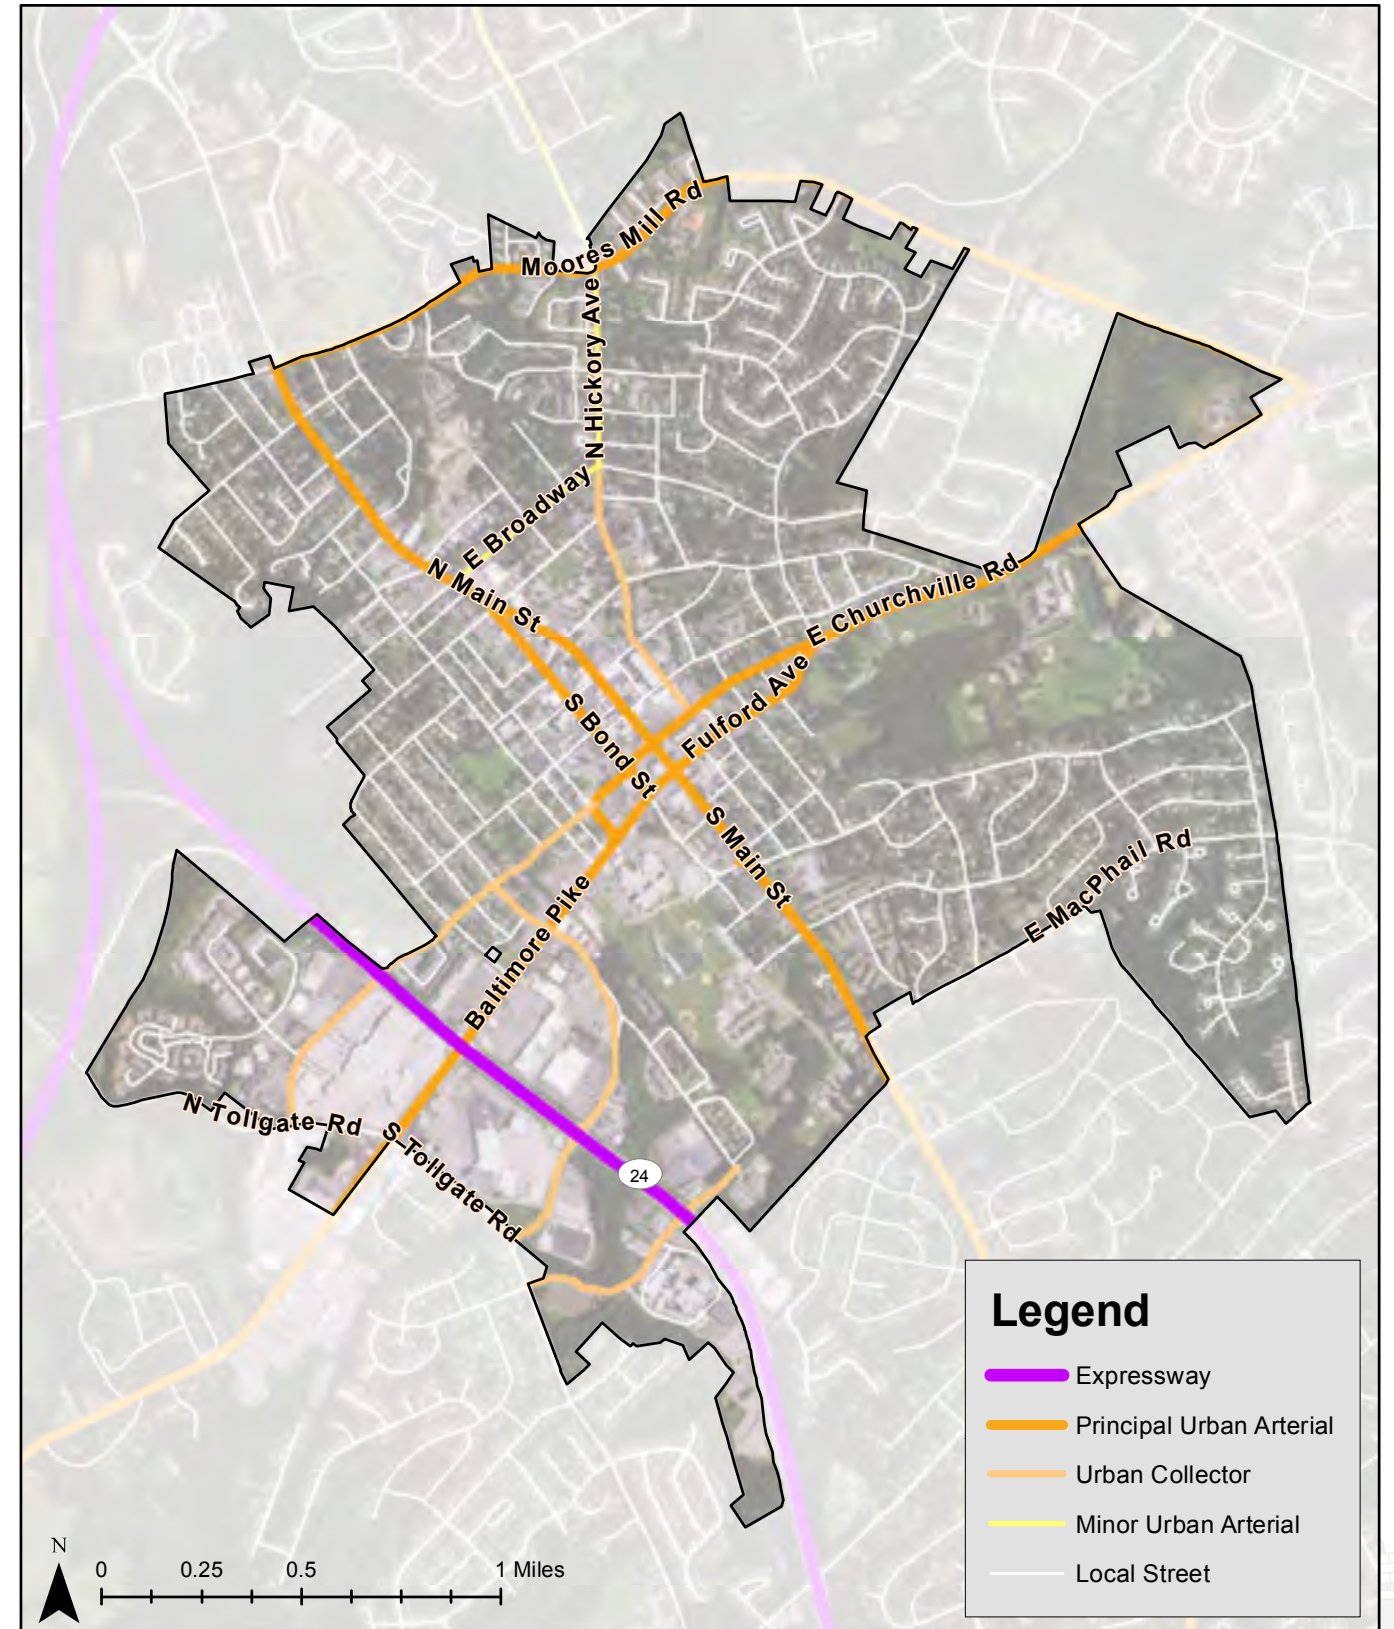 Moores Mill Rd
N Hickory Ave
E Broadway
N Main St
E Churchville Rd
Fulford Ave
S Bond St
S Main St
E MacPhail Rd
Baltimore Pike
N Tollgate Rd
S Tollgate Rd
24
Legend
Expressway
Principal Urban Arterial
Urban Collector
Minor Urban Arterial
Local Street
N
0 0.25 0.5 1 Miles